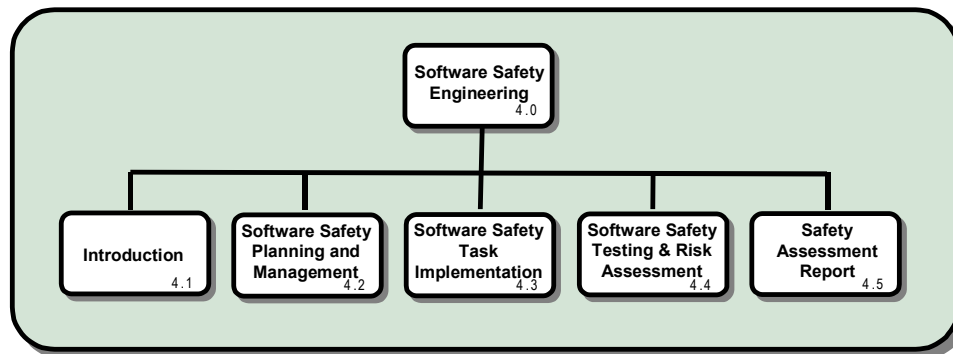 Software Safety
Engineering
4.0
Introduction
4.1
Software Safety
Planning and
Management
4.2
Software Safety
Task
Implementation
4.3
Software Safety
Testing & Risk
Assessment
4.4
Safety
Assessment
Report
4.5